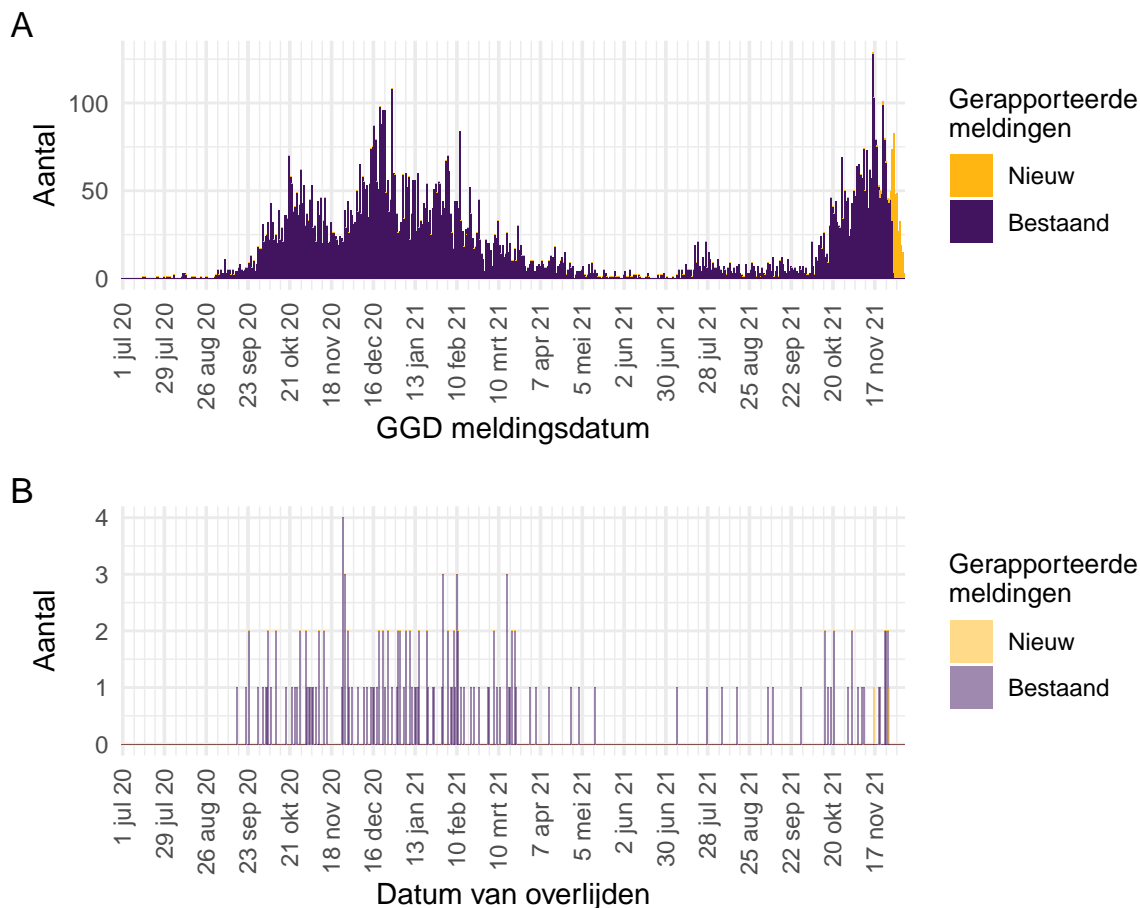 A
Aantal
100
50
0
1 jul 20
29 jul 20
26 aug 20
23 sep 20
21 okt 20
18 nov 20
16 dec 20
13 jan 21
10 feb 21
10 mrt 21
7 apr 21
5 mei 21
2 jun 21
30 jun 21
28 jul 21
25 aug 21
22 sep 21
20 okt 21
17 nov 21
GGD meldingsdatum
Gerapporteerde
meldingen
Nieuw
Bestaand
B
Aantal
4
3
2
1
0
1 jul 20
29 jul 20
26 aug 20
23 sep 20
21 okt 20
18 nov 20
16 dec 20
13 jan 21
10 feb 21
10 mrt 21
7 apr 21
5 mei 21
2 jun 21
30 jun 21
28 jul 21
25 aug 21
22 sep 21
20 okt 21
17 nov 21
Datum van overlijden
Gerapporteerde
meldingen
Nieuw
Bestaand